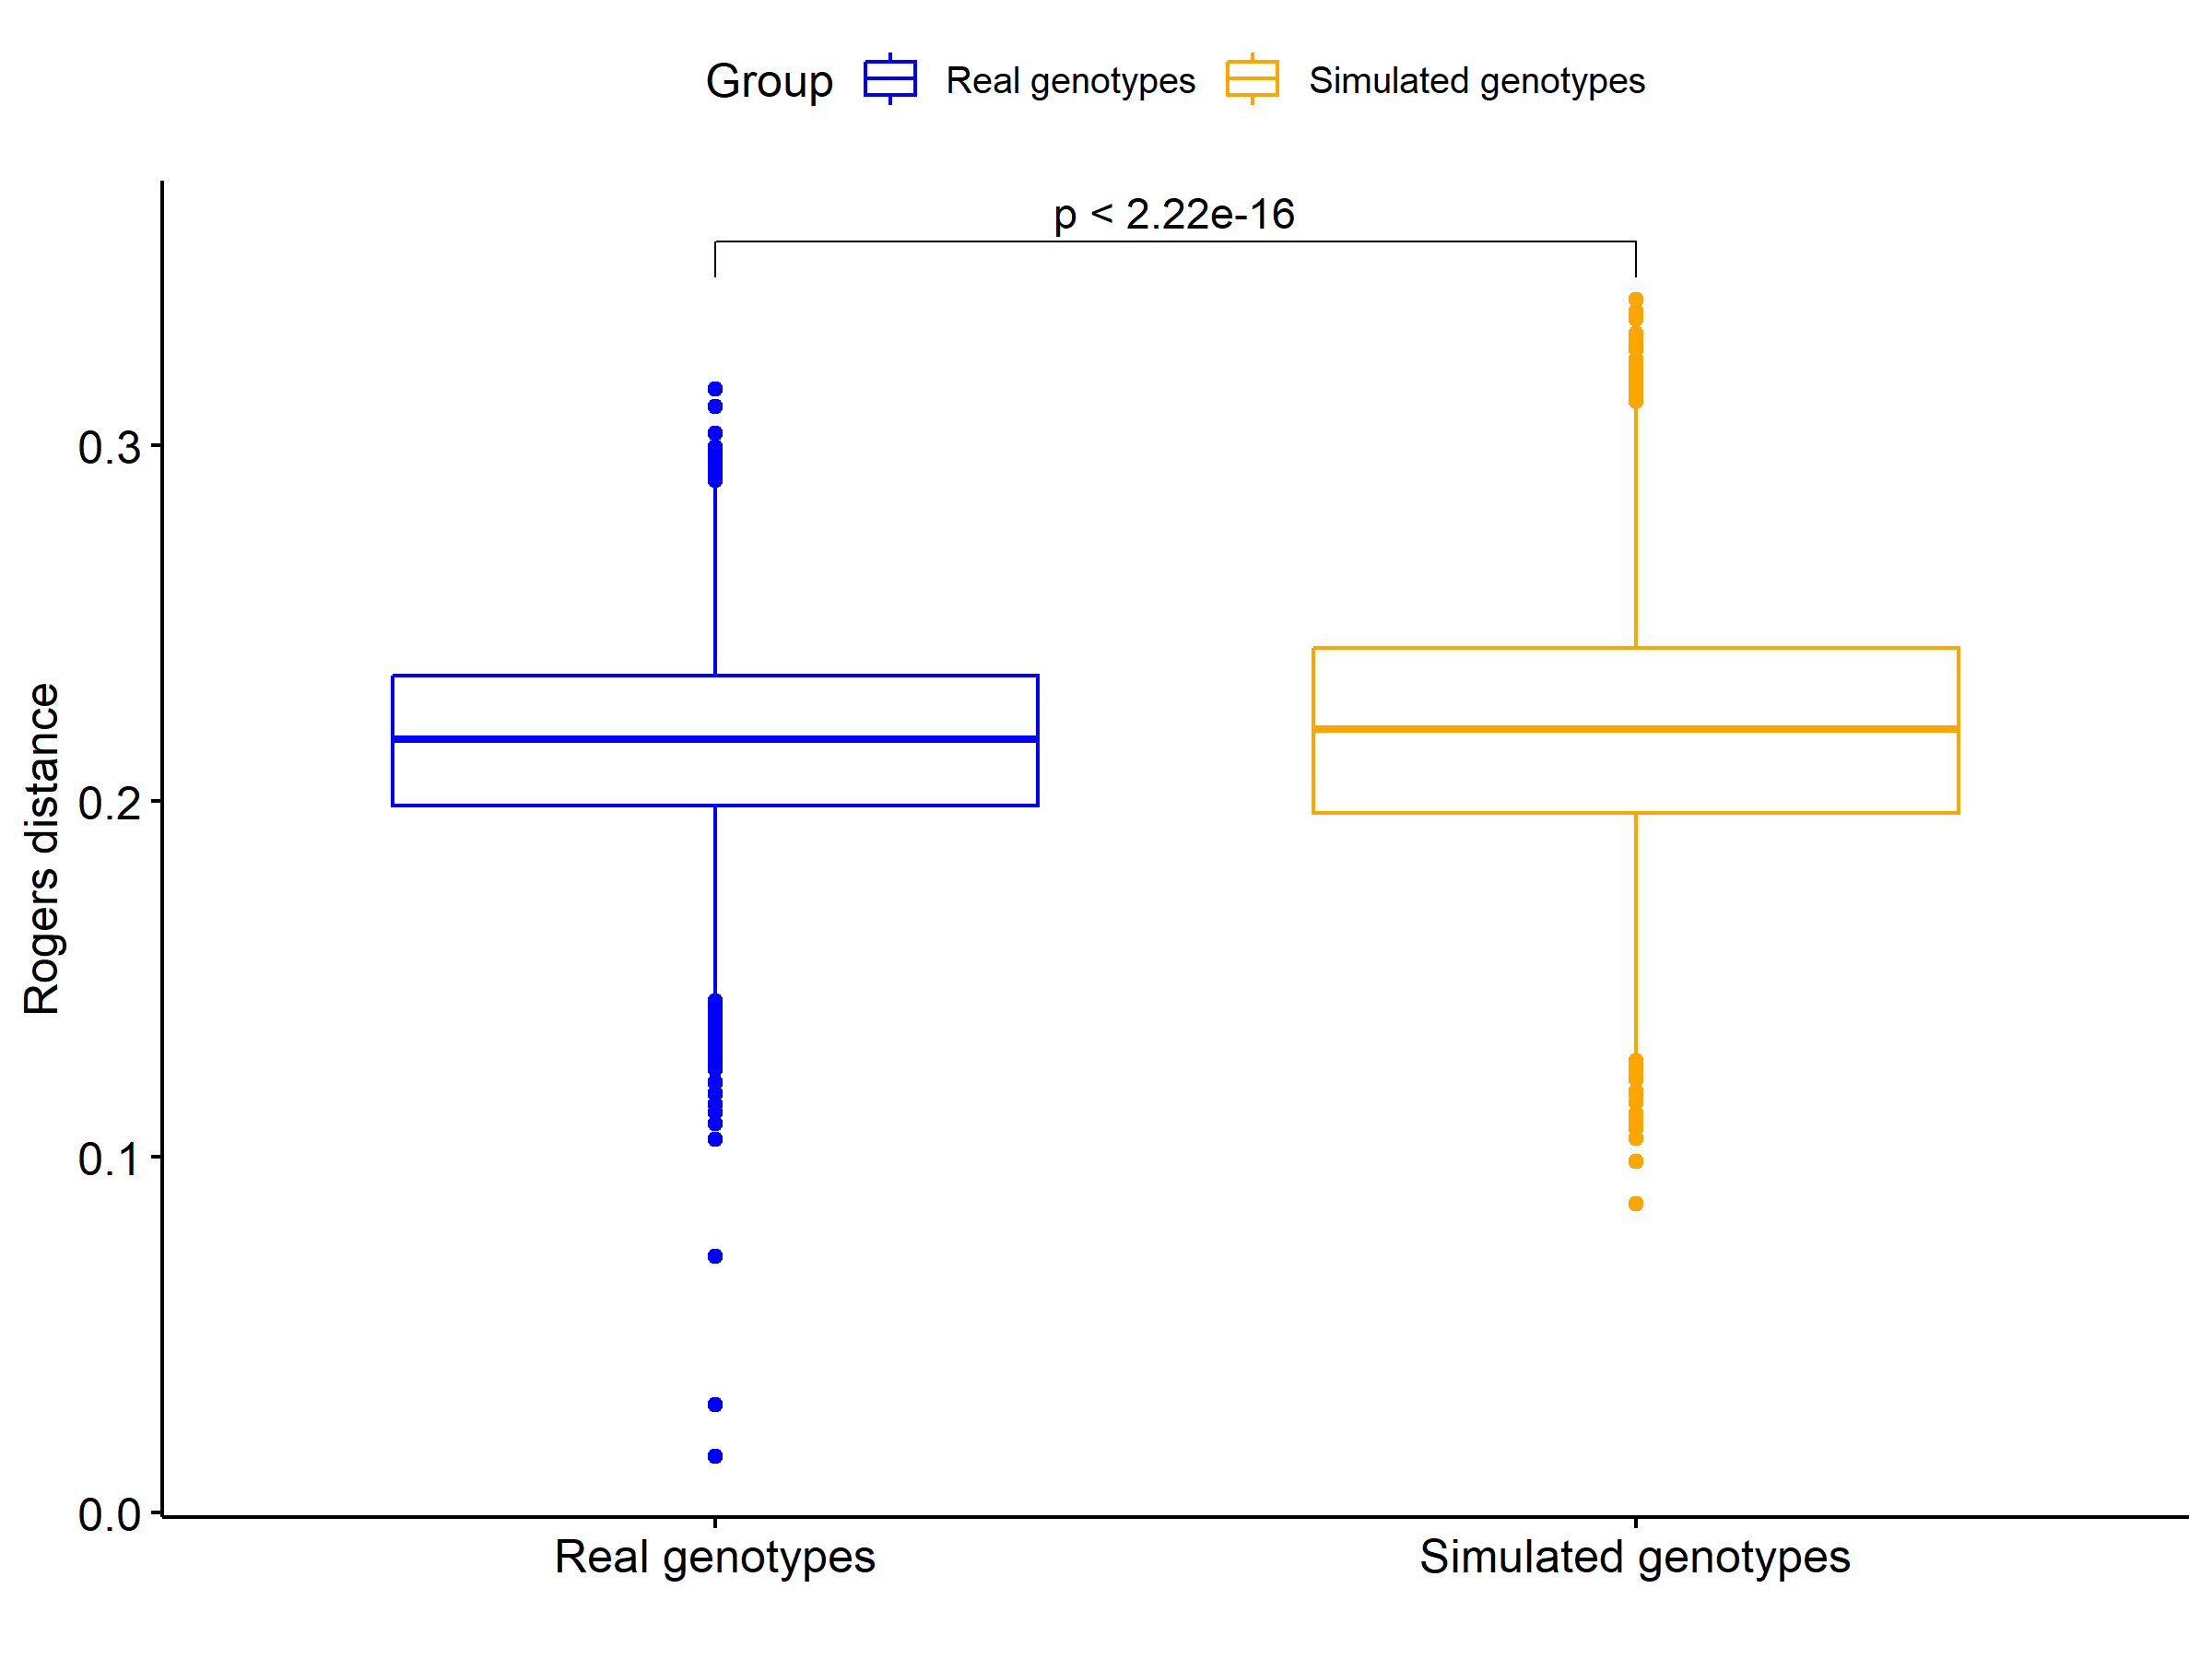 Group Real genotypes Simulated genotypes
p < 2.22e-16
0.3
0.2
0.1
0.0
Rogers distance
Real genotypes Simulated genotypes